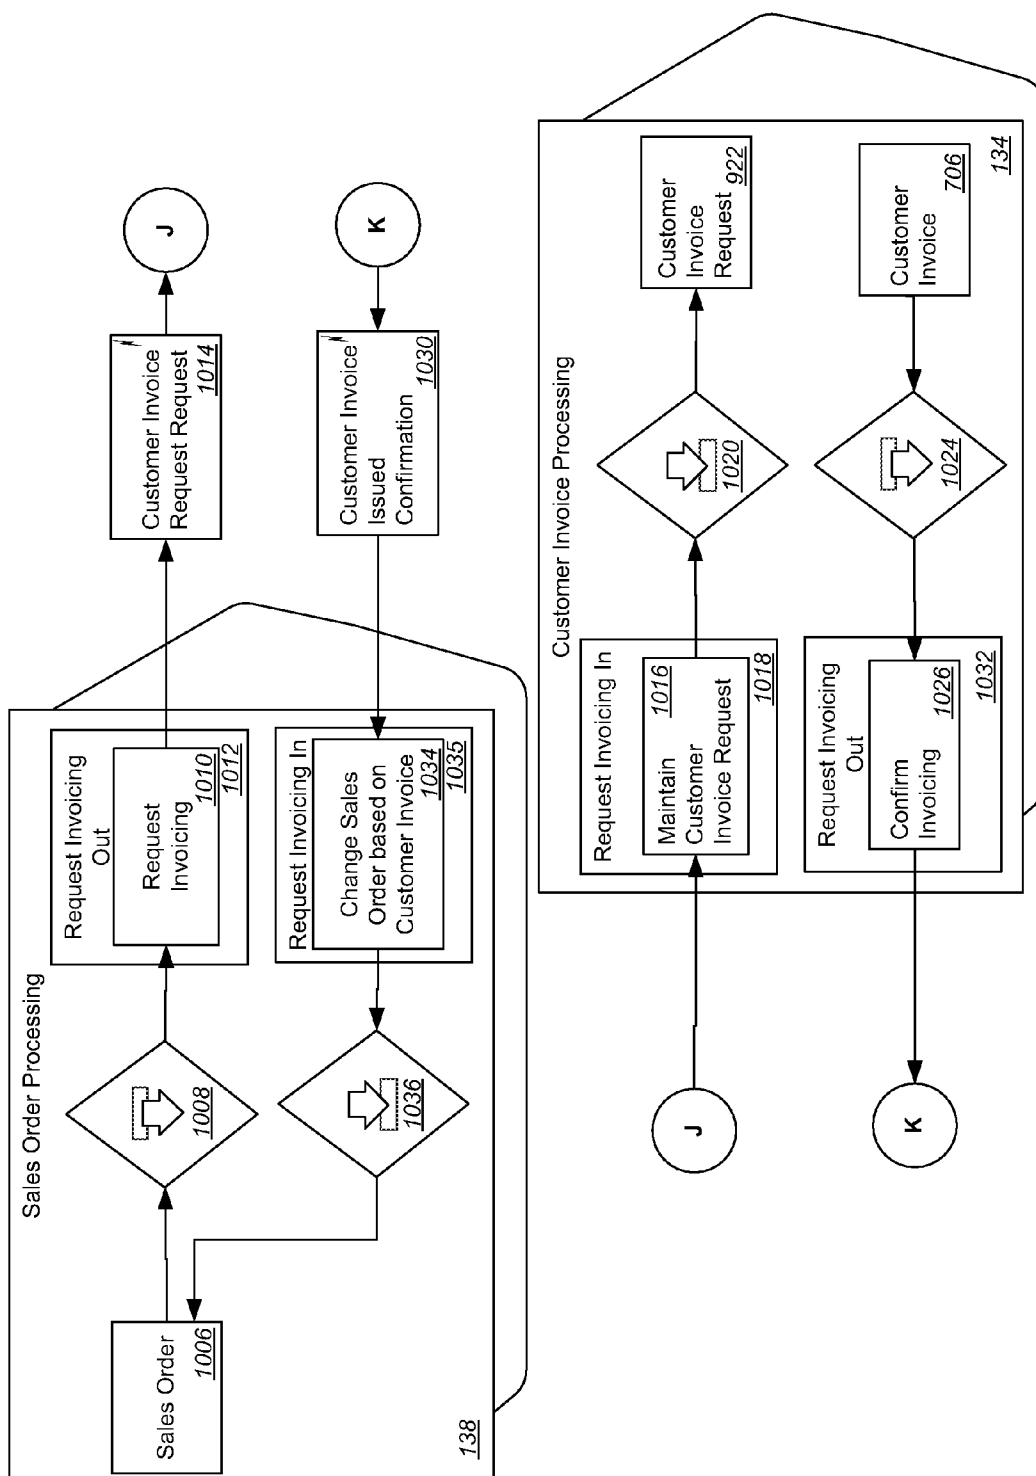 Sales Order Processing
Sales Order
1006
1008
Request Invoicing
Out
Request
Invoicing
1010
1012
Customer Invoice
Request Request
1014
J
1036
Request Invoicing In
Change Sales
Order based on
Customer Invoice
1034
1035
Customer Invoice
Issued
Confirmation
1030
K
138
Customer Invoice Processing
J
Request Invoicing In
Maintain
Customer
Invoice Request
1016
1018
1020
Customer
Invoice
Request
922
K
Request Invoicing
Out
Confirm
Invoicing
1026
1032
1024
Customer
Invoice
706
134